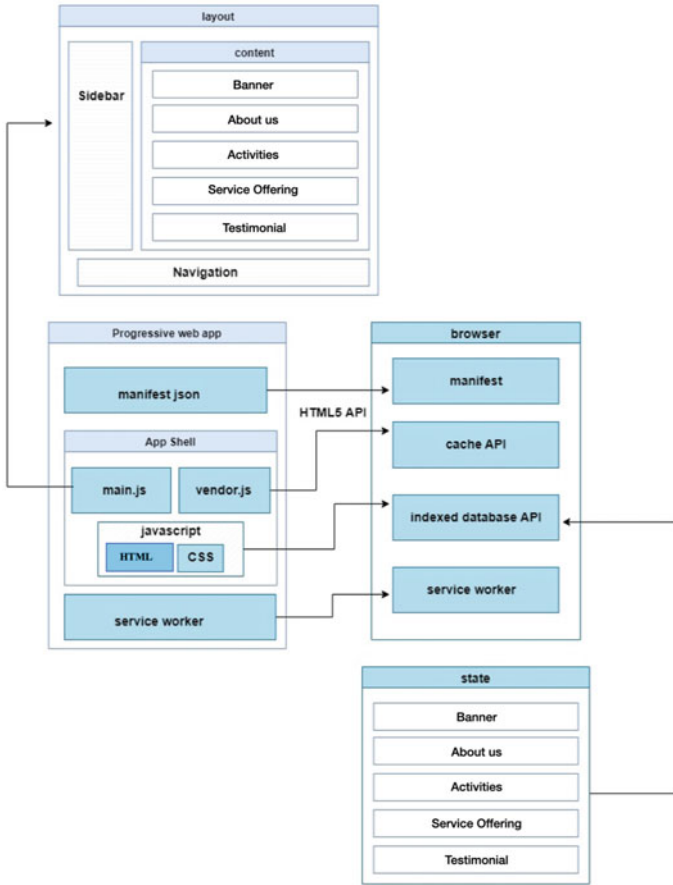 layout
content
Sidebar
Banner
About us
Activities
Service Offering
Testimonial
Navigation
Progressive web app
manifest json
App Shell
main.js
vendor.js
javascript
HTML
CSS
service worker
HTML5 API
browser
manifest
cache API
indexed database API
service worker
state
Banner
About us
Activities
Service Offering
Testimonial